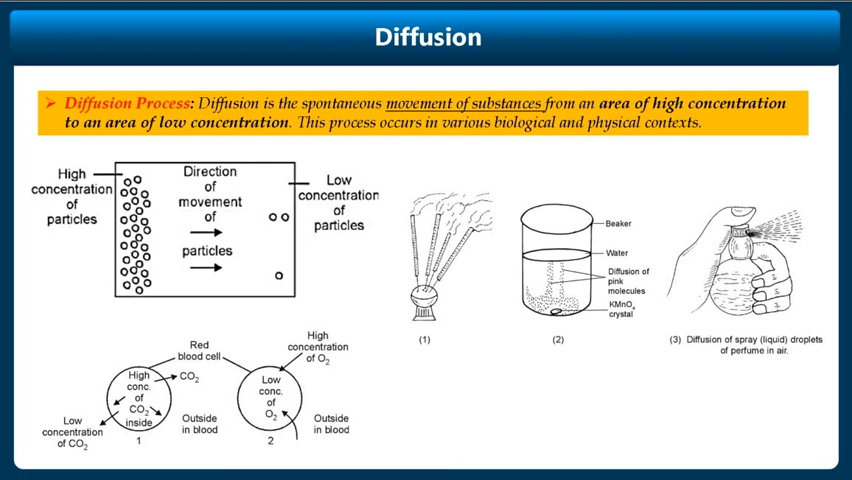 Diffusion
➢ Diffusion Process: Diffusion is the spontaneous movement of substances from an area of high concentration
to an area of low concentration. This process occurs in various biological and physical contexts.
High
concentration
of
particles
Direction
of
movement
of
particles
Low
concentration
of
particles
(1)
Beaker
Water
Diffusion of
pink
molecules
KMnO4
crystal
(2)
(3) Diffusion of spray (liquid) droplets
of perfume in air.
Red
blood cell
High
conc.
of
CO2
inside
CO2
Low
concentration
of CO2
Outside
in blood
1
High
concentration
of O2
Low
conc.
of
O2
Outside
in blood
2